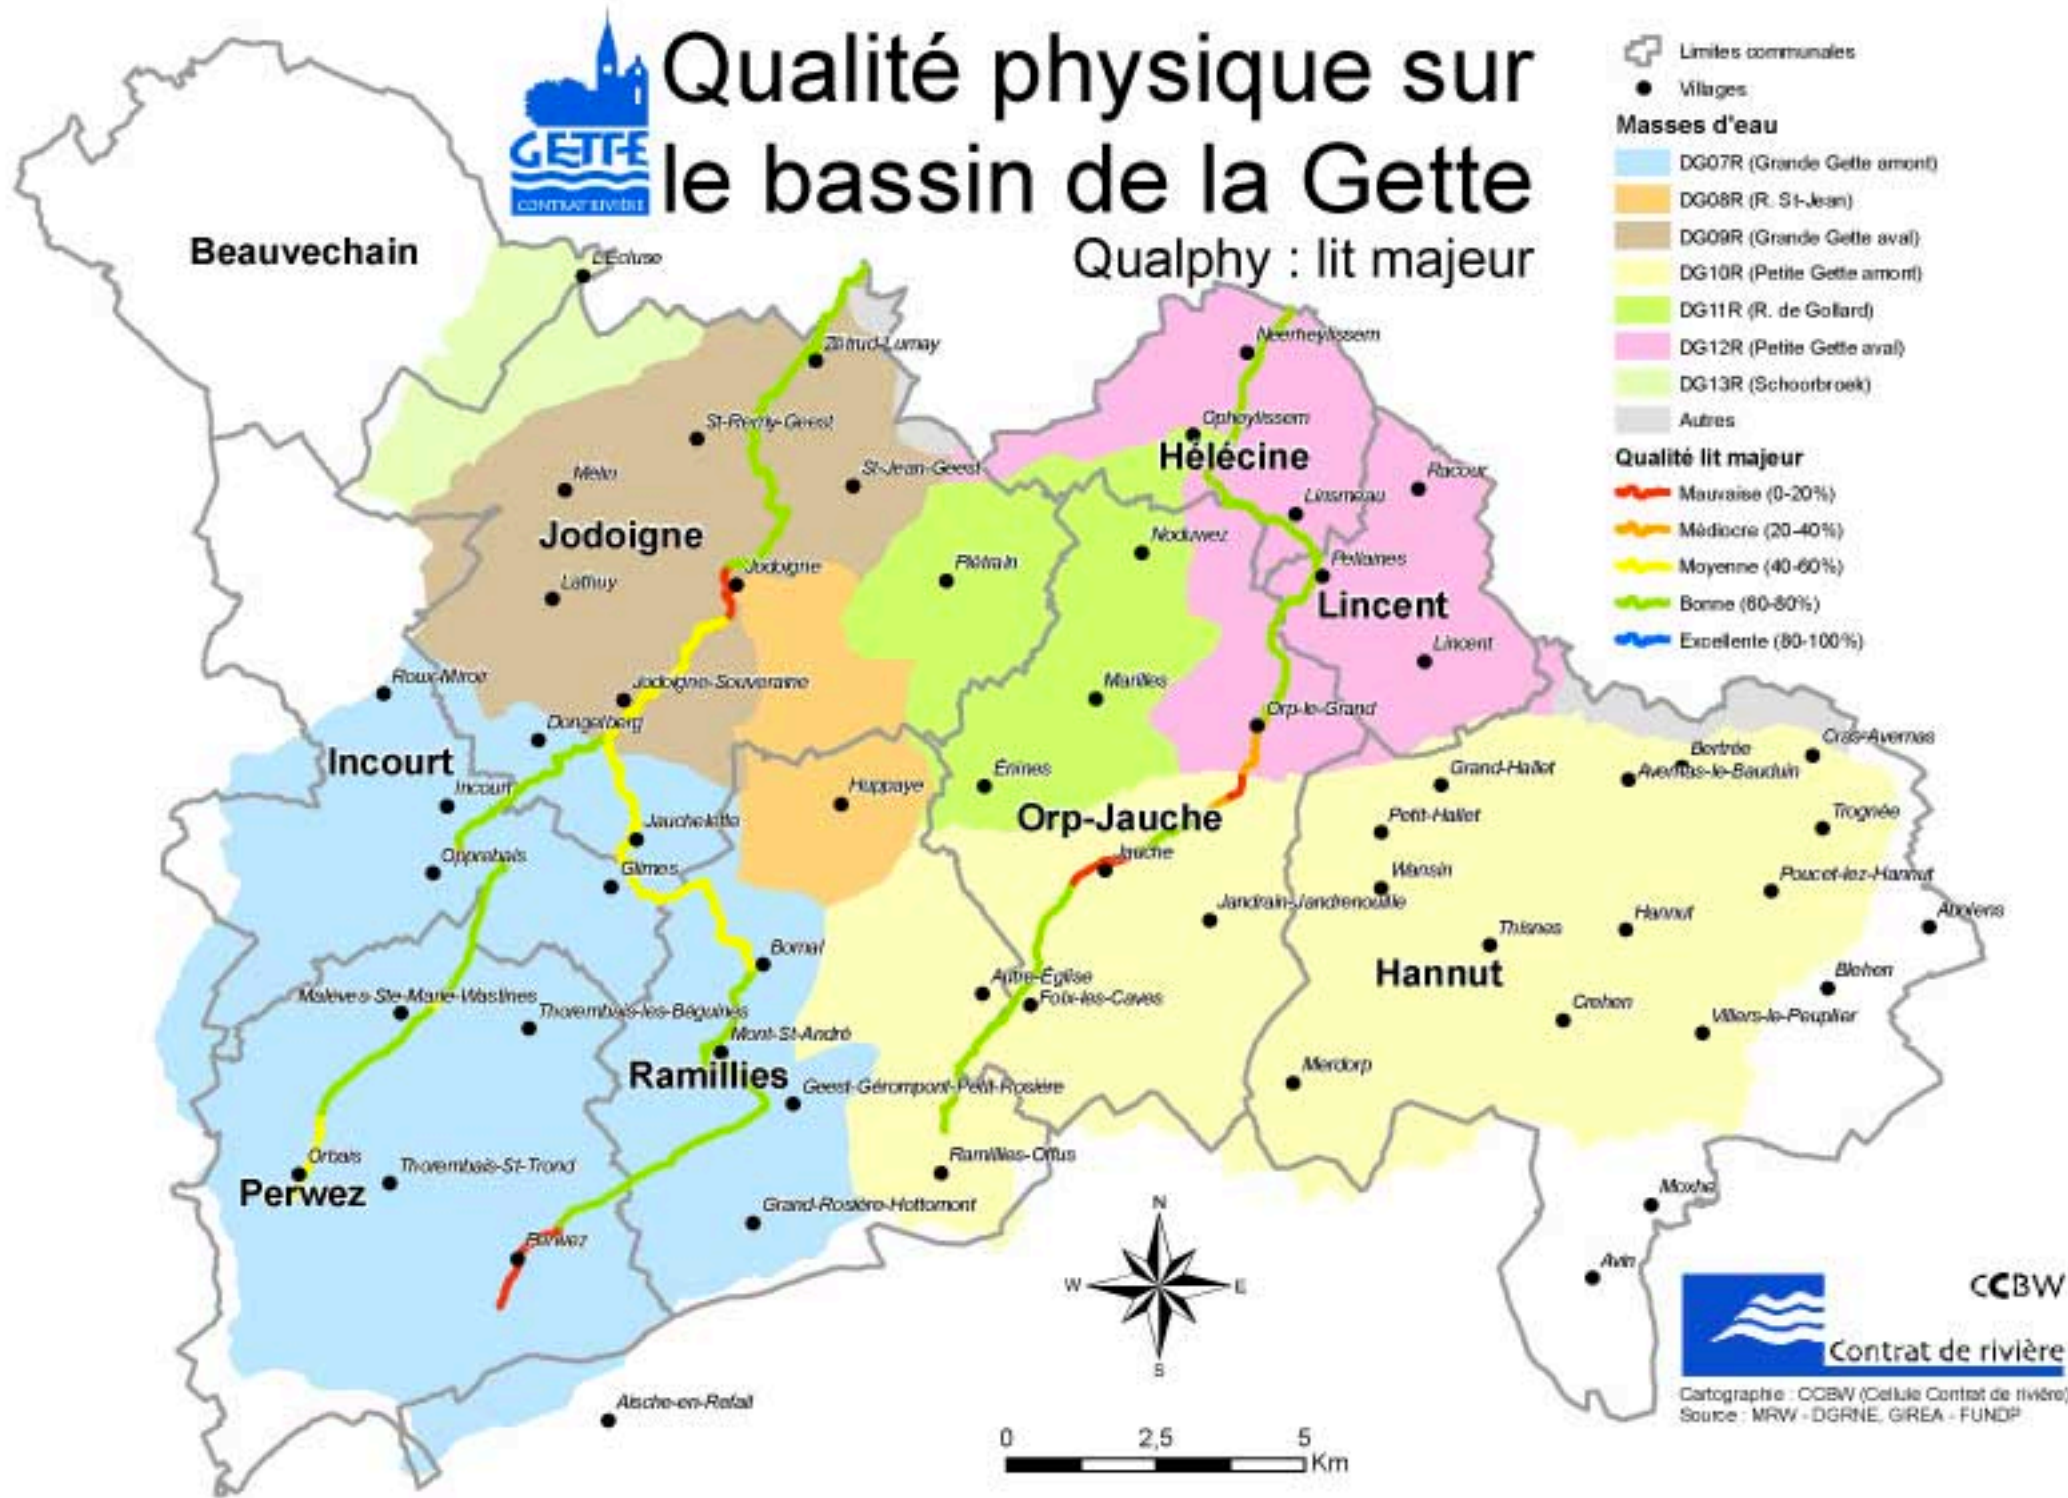 Qualité physique sur
le bassin de la Gette
Qualphy : lit majeur
GETTE
CONTRAT RIVIÈRE
Limites communales
Villages
Masses d'eau
DG07R (Grande Gette amont)
DG08R (R. St-Jean)
DG09R (Grande Gette aval)
DG10R (Petite Gette amont)
DG11R (R. de Gollard)
DG12R (Petite Gette aval)
DG13R (Schoorbroek)
Autres
Qualité lit majeur
Mauvaise (0-20%)
Médiocre (20-40%)
Moyenne (40-60%)
Bonne (60-80%)
Excellente (80-100%)
Beauvechain
L'Ecluse
Zétrud-Lumay
Neerheylissem
St-Remy-Geest
Opheylissem
Hélécine
Mélin
St-Jean-Geest
Racour
Linsmeau
Jodoigne
Noduwez
Jodoigne
Piétrain
Pellaines
Lathuy
Lincent
Lincent
Roux-Miroir
Jodoigne-Souveraine
Marilles
Dongelberg
Orp-le-Grand
Incourt
Énines
Bertrée
Cras-Avernas
Grand-Hallet
Avernas-le-Bauduin
Incourt
Huppaye
Orp-Jauche
Petit-Hallet
Trognée
Jauchelette
Opprebais
Jauche
Glimes
Wansin
Poucet-lez-Hannut
Jandrain-Jandrenouille
Hannut
Abolens
Thisnes
Bomal
Hannut
Blehen
Autre-Église
Folx-les-Caves
Malèves-Ste-Marie-Wastines
Thorembais-les-Béguines
Crehen
Villers-le-Peuplier
Mont-St-André
Ramillies
Geest-Gérompont-Petit-Rosière
Merdorp
Orbais
Thorembais-St-Trond
Ramillies-Offus
Perwez
Grand-Rosière-Hottomont
Moxhe
Perwez
Avin
N
W
E
S
Aische-en-Refail
0
2,5
5
Km
CCBW
Contrat de rivière
Cartographie : CCBW (Cellule Contrat de rivière)
Source : MRW - DGRNE, GIREA - FUNDP